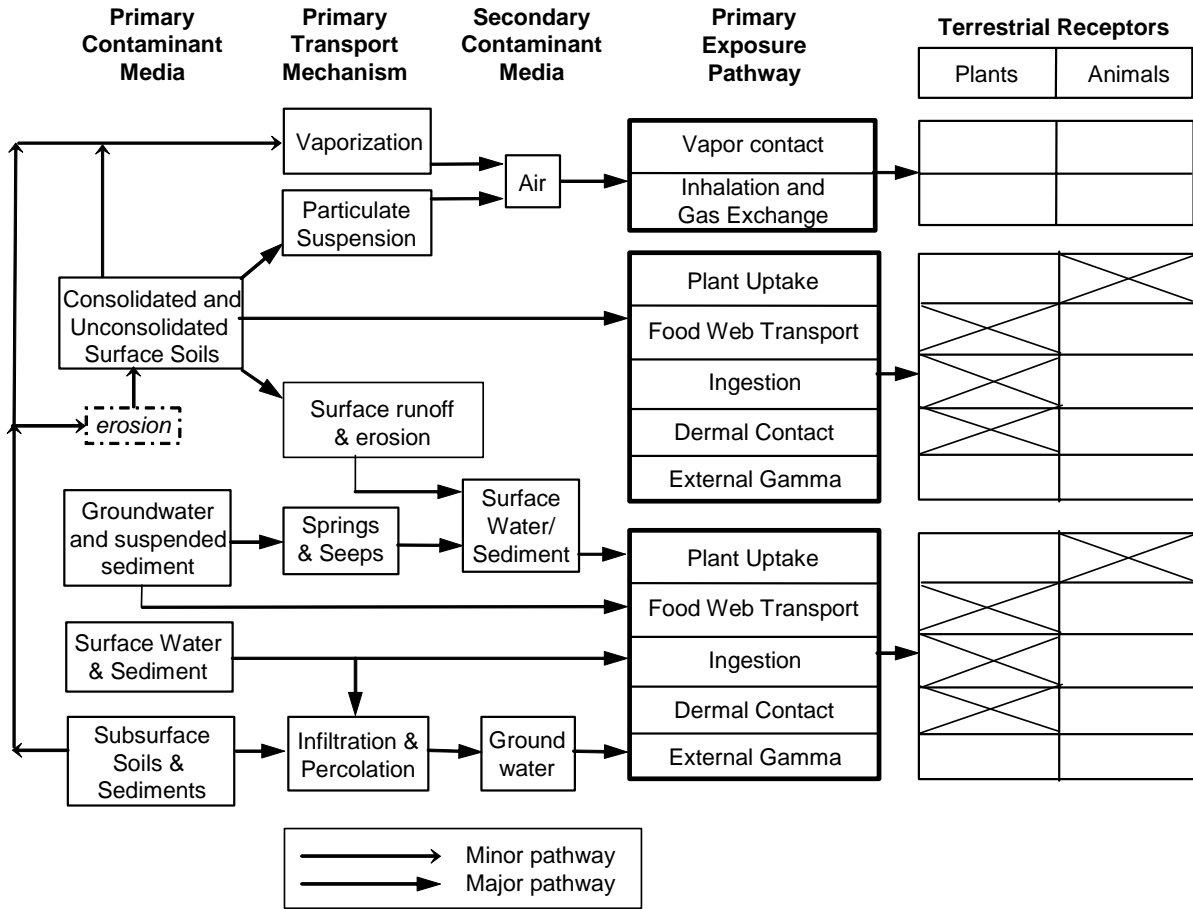 Primary
Contaminant
Media
Primary
Transport
Mechanism
Secondary
Contaminant
Media
Primary
Exposure
Pathway
Terrestrial Receptors
Plants
Animals
Vaporization
Particulate
Suspension
Air
Vapor contact
Inhalation and
Gas Exchange
Consolidated and
Unconsolidated
Surface Soils
erosion
Surface runoff
& erosion
Plant Uptake
Food Web Transport
Ingestion
Dermal Contact
External Gamma
Groundwater
and suspended
sediment
Springs
& Seeps
Surface
Water/
Sediment
Surface Water
& Sediment
Subsurface
Soils &
Sediments
Infiltration &
Percolation
Ground
water
Plant Uptake
Food Web Transport
Ingestion
Dermal Contact
External Gamma
Minor pathway
Major pathway